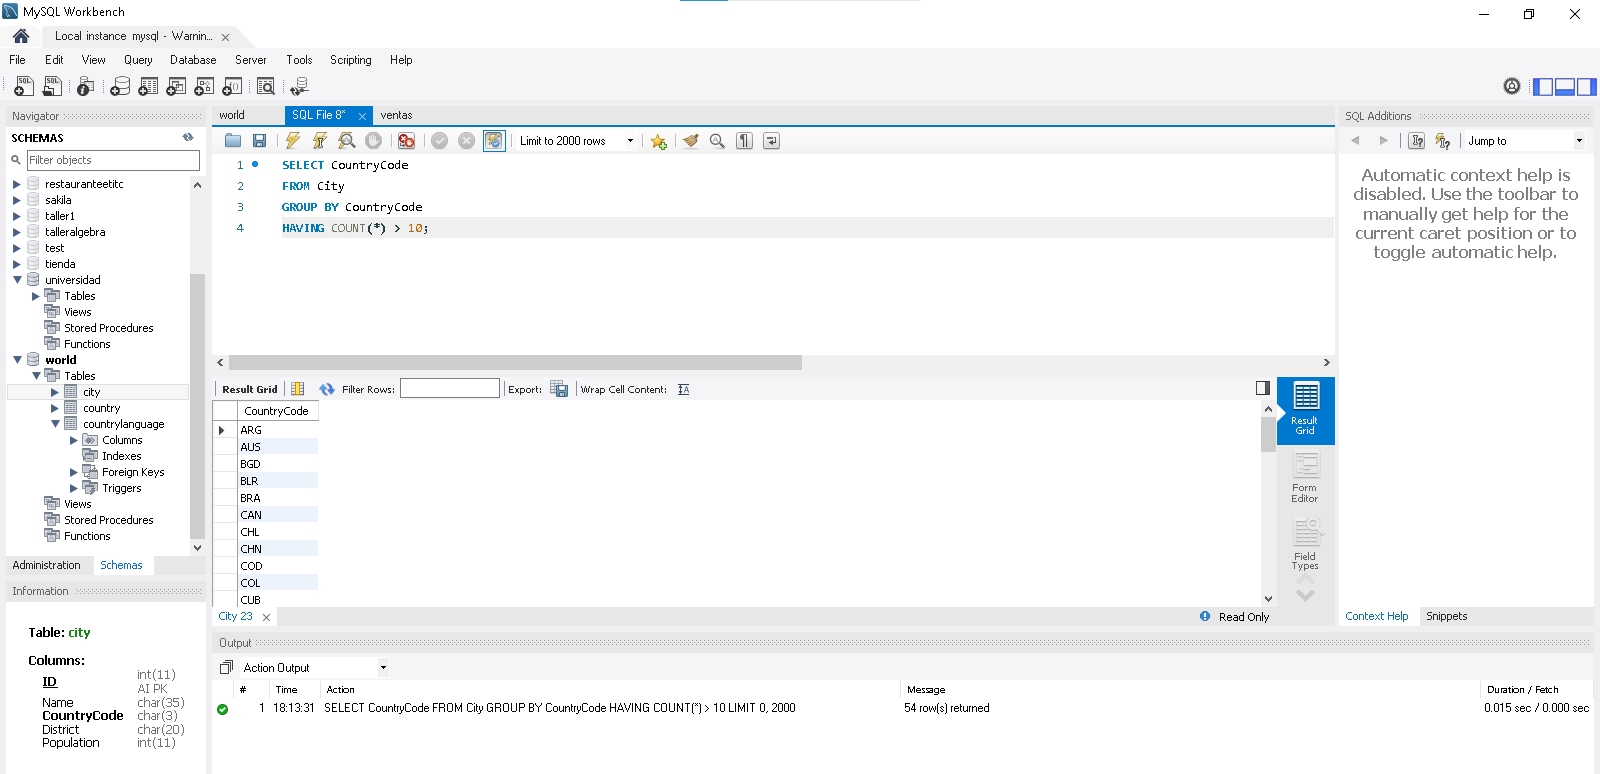 MySQL Workbench
Local instance mysql - Warnin...
File Edit View Query Database Server Tools Scripting Help
Navigator
SCHEMAS
Filter objects
restauranteetitc
sakila
taller1
talleralgebra
test
tienda
universidad
Tables
Views
Stored Procedures
Functions
world
Tables
city
country
countrylanguage
Columns
Indexes
Foreign Keys
Triggers
Views
Stored Procedures
Functions
Administration Schemas
Information
Table: city
Columns:
ID int(11)
AI PK
Name char(35)
CountryCode char(3)
District char(20)
Population int(11)
world SQL File 8* ventas
Limit to 2000 rows
1 SELECT CountryCode
2 FROM City
3 GROUP BY CountryCode
4 HAVING COUNT(*) > 10;
Result Grid Filter Rows: Export: Wrap Cell Content:
CountryCode
ARG
AUS
BGD
BLR
BRA
CAN
CHL
CHN
COD
COL
CUB
Result
Grid
Form
Editor
Field
Types
City 23 Read Only
SQL Additions
Jump to
Automatic context help is
disabled. Use the toolbar to
manually get help for the
current caret position or to
toggle automatic help.
Context Help Snippets
Output
Action Output
# Time Action Message Duration / Fetch
1 18:13:31 SELECT CountryCode FROM City GROUP BY CountryCode HAVING COUNT(*) > 10 LIMIT 0, 2000 54 row(s) returned 0.015 sec / 0.000 sec